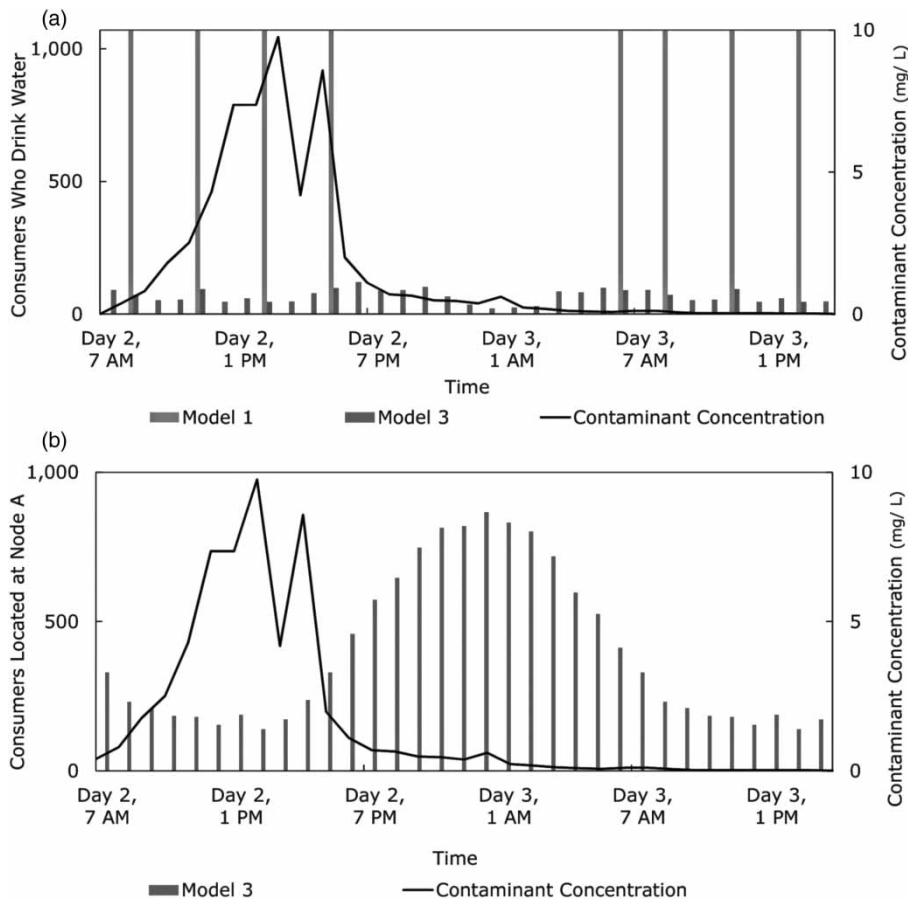 (a)
1,000
500
0
Consumers Who Drink Water
10
5
0
Contaminant Concentration (mg/ L)
Day 2, Day 2, Day 2, Day 3, Day 3, Day 3,
7 AM 1 PM 7 PM 1 AM 7 AM 1 PM
Time
Model 1 Model 3 Contaminant Concentration
(b)
1,000
500
0
Consumers Located at Node A
10
5
0
Contaminant Concentration (mg/ L)
Day 2, Day 2, Day 2, Day 3, Day 3, Day 3,
7 AM 1 PM 7 PM 1 AM 7 AM 1 PM
Time
Model 3 Contaminant Concentration